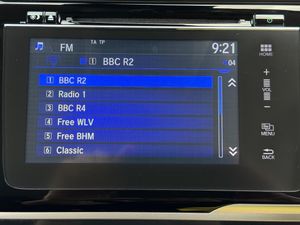 TA TP
FM
9:21
1 BBC R2
04
HOME
1 BBC R2
2 Radio 1
3 BBC R4
4 Free WLV
5 Free BHM
6 Classic
+
VOL
−
MENU
BACK